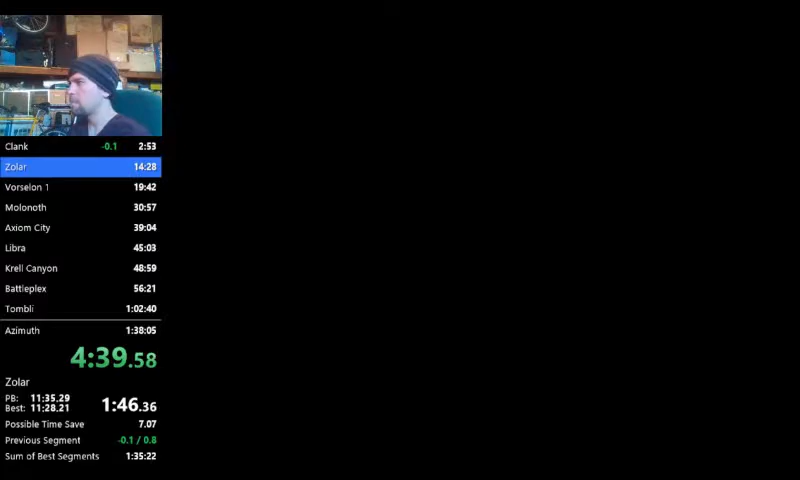 Clank -0.1 2:53
Zolar 14:28
Vorselon 1 19:42
Molonoth 30:57
Axiom City 39:04
Libra 45:03
Krell Canyon 48:59
Battleplex 56:21
Tombli 1:02:40
Azimuth 1:38:05
4:39.58
Zolar
PB: 11:35.29
Best: 11:28.21 1:46.36
Possible Time Save 7.07
Previous Segment -0.1 / 0.8
Sum of Best Segments 1:35:22